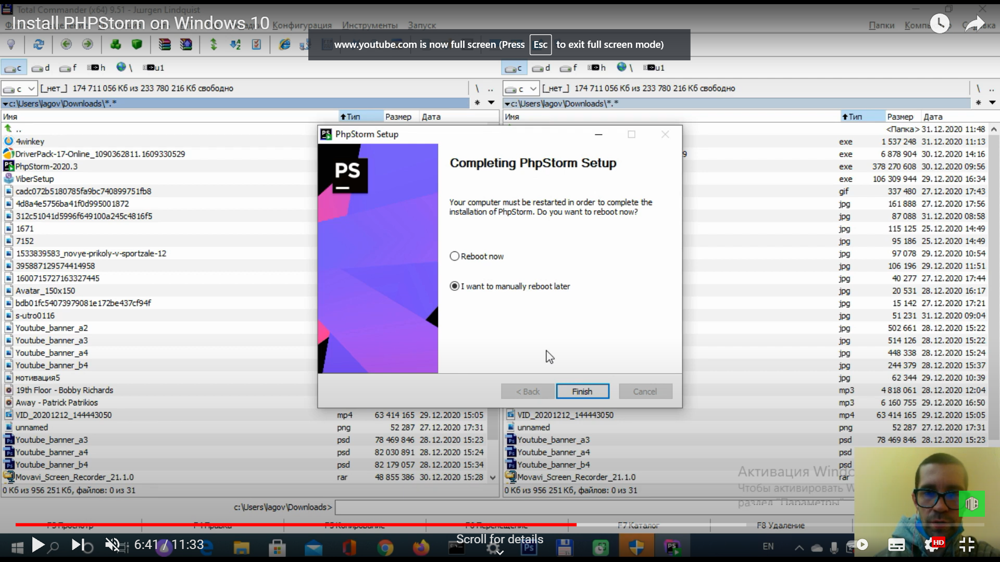 Total Commander (x64) 9.51 - Jürgen Lindquist
Install PHPStorm on Windows 10
Конфигурация Инструменты Запуск
Папки
www.youtube.com is now full screen (Press Esc to exit full screen mode)
c d f h \ u1
c d f h \ u1
c [_нет_] 174 711 056 Кб из 233 780 216 Кб свободно \ ..
c [_нет_] 174 711 056 Кб из 233 780 216 Кб свободно \ ..
c:\Users\lagov\Downloads\*.* *
c:\Users\lagov\Downloads\*.* *
Имя Тип Размер Дата
Имя Тип Размер Дата
..
<Папка> 31.12.2020 11:48
4winkey
exe 1 537 248 31.12.2020 11:13
DriverPack-17-Online_1090362811.1609330529
9 exe 6 878 904 30.12.2020 14:16
PhpStorm-2020.3
exe 378 270 608 30.12.2020 09:56
ViberSetup
exe 106 309 944 29.12.2020 16:34
cadc072b5180785fa9bc740899751fb8
gif 337 480 27.12.2020 17:43
4d8a4e5756ba41f0d995001872
jpg 161 888 27.12.2020 17:56
312c51041d5996f649100a245c4816f5
jpg 87 088 31.12.2020 08:58
1671
jpg 115 125 25.12.2020 14:49
7152
jpg 95 186 25.12.2020 14:49
1533839583_novye-prikoly-v-sportzale-12
jpg 97 078 29.12.2020 10:54
395887129574414958
jpg 106 196 29.12.2020 11:51
1600715727163327445
jpg 40 277 27.12.2020 17:44
Avatar_150x150
jpg 20 531 28.12.2020 16:17
bdb01fc54073979081e172be437cf94f
jpg 15 142 27.12.2020 17:21
s-utro0116
jpg 51 231 31.12.2020 09:04
Youtube_banner_a2
jpg 502 661 28.12.2020 15:22
Youtube_banner_a3
jpg 514 126 28.12.2020 15:22
Youtube_banner_a4
jpg 448 338 28.12.2020 15:24
Youtube_banner_b4
jpg 244 379 28.12.2020 15:37
мотивация5
jpg 62 344 29.12.2020 10:39
19th Floor - Bobby Richards
mp3 4 818 061 28.12.2020 12:04
Away - Patrick Patrikios
mp3 6 160 755 29.12.2020 16:50
VID_20201212_144443050 mp4 63 414 165 29.12.2020 15:05
VID_20201212_144443050 mp4 63 414 165 29.12.2020 15:05
unnamed png 52 287 27.12.2020 17:31
unnamed png 52 287 27.12.2020 17:31
Youtube_banner_a3 psd 78 469 846 28.12.2020 15:23
Youtube_banner_a3 psd 78 469 846 28.12.2020 15:23
Youtube_banner_a4 psd 82 030 891 28.12.2020 15:24
Youtube_banner_a4 psd
Youtube_banner_b4 psd 82 179 057 28.12.2020 15:34
Youtube_banner_b4 psd
Movavi_Screen_Recorder_21.1.0 rar 48 855 386 30.12.2020 15:28
Movavi_Screen_Recorder_21.1.0 rar
0 Кб из 956 251 Кб, файлов: 0 из 31
0 Кб из 956 251 Кб, файлов: 0 из 31
PhpStorm Setup
PS
Completing PhpStorm Setup
Your computer must be restarted in order to complete the
installation of PhpStorm. Do you want to reboot now?
Reboot now
I want to manually reboot later
< Back Finish Cancel
Активация Windo
Чтобы активировать W
раздел "Параметры"
c:\Users\lagov\Downloads>
F7 Каталог F8 Удаление
6:41 / 11:33
Scroll for details
Ps
PS
EN
HD